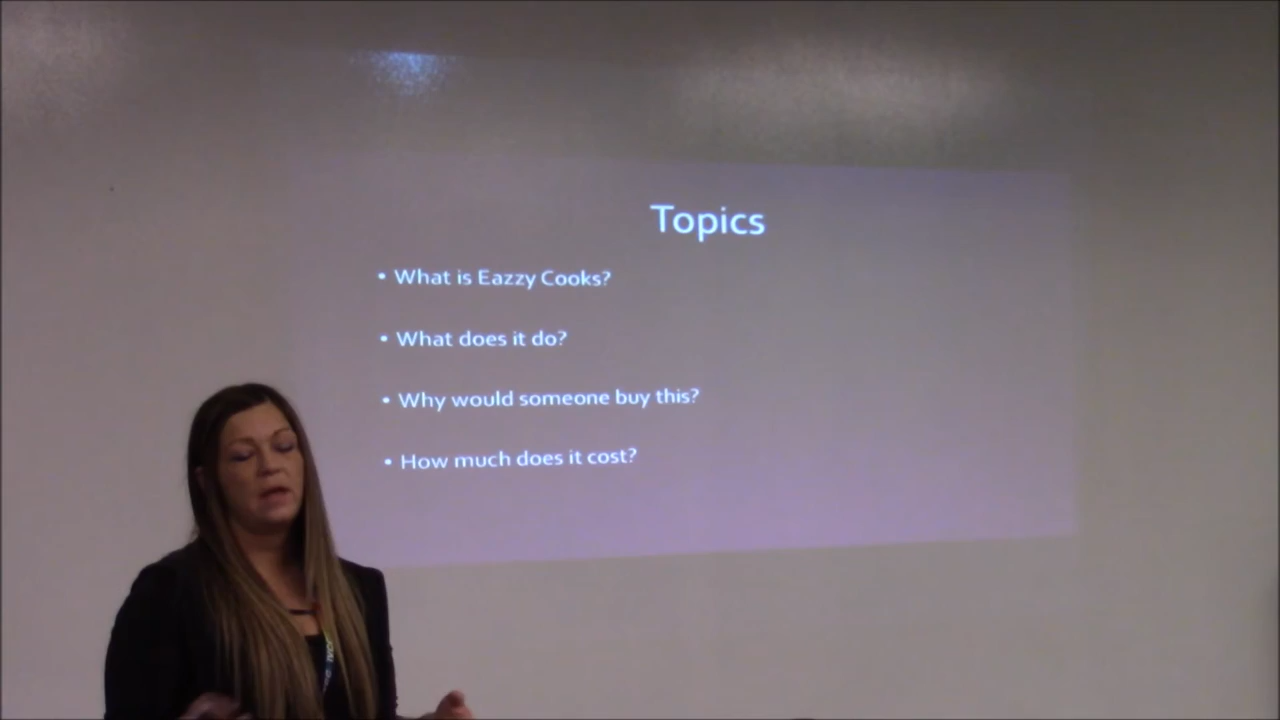 Topics
• What is Eazzy Cooks?
• What does it do?
• Why would someone buy this?
• How much does it cost?